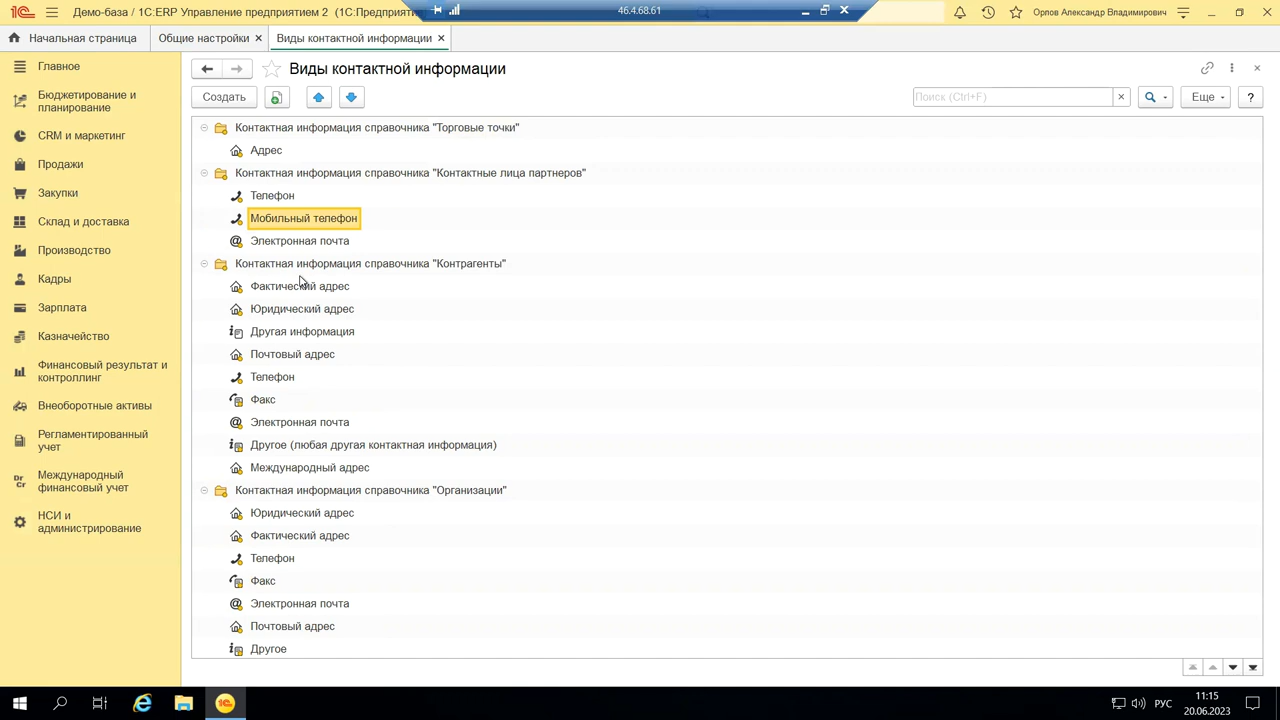 Демо-база / 1С:ERP Управление предприятием 2 (1С:Предприятие
46.4.68.61
Орлов Александр Владимирович
Начальная страница
Общие настройки
Виды контактной информации
Главное
Бюджетирование и
планирование
CRM и маркетинг
Продажи
Закупки
Склад и доставка
Производство
Кадры
Зарплата
Казначейство
Финансовый результат и
контроллинг
Внеоборотные активы
Регламентированный
учет
Международный
финансовый учет
НСИ и
администрирование
Виды контактной информации
Создать
Поиск (Ctrl+F)
Еще
?
Контактная информация справочника "Торговые точки"
Адрес
Контактная информация справочника "Контактные лица партнеров"
Телефон
Мобильный телефон
Электронная почта
Контактная информация справочника "Контрагенты"
Фактический адрес
Юридический адрес
Другая информация
Почтовый адрес
Телефон
Факс
Электронная почта
Другое (любая другая контактная информация)
Международный адрес
Контактная информация справочника "Организации"
Юридический адрес
Фактический адрес
Телефон
Факс
Электронная почта
Почтовый адрес
Другое
РУС
11:15
20.06.2023